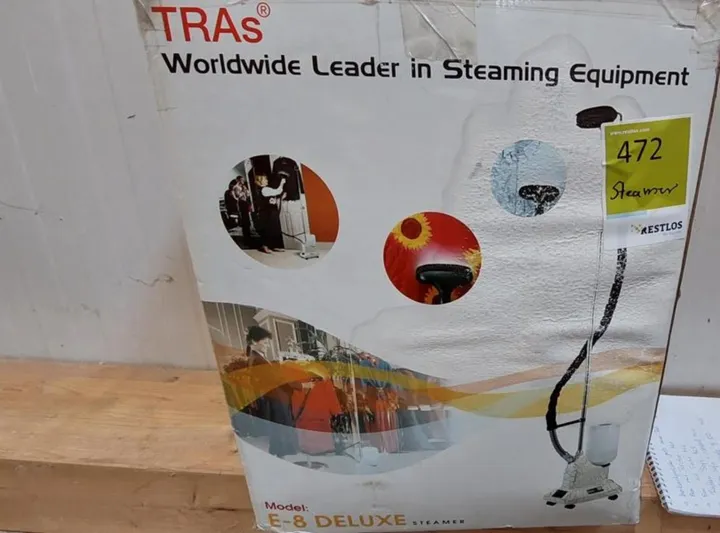 TRAs®
Worldwide Leader in Steaming Equipment
472
Steamer
RESTLOS
Model:
E-8 DELUXE STEAMER